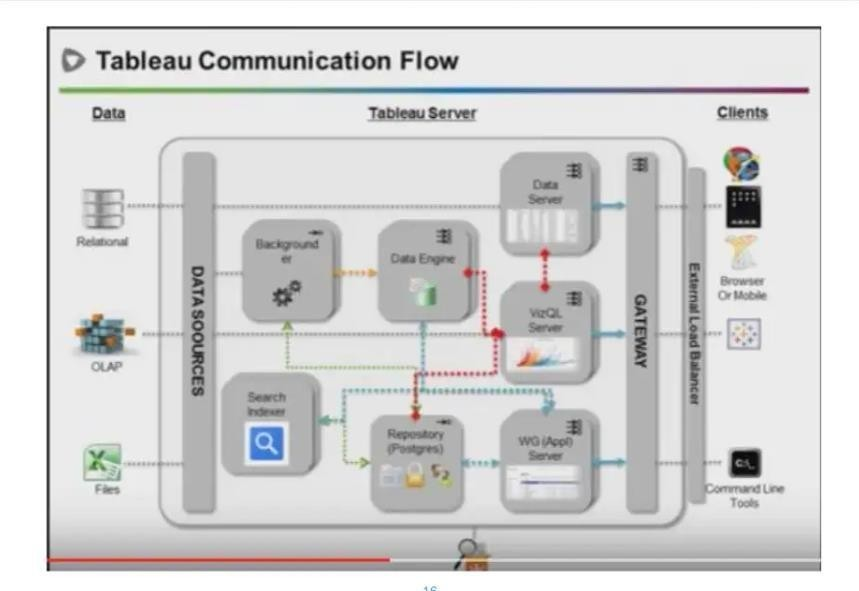 Tableau Communication Flow
Data
Tableau Server
Clients
Relational
OLAP
Files
DATA SOOURCES
Background
er
Data Engine
Data
Server
VizQL
Server
Search
Indexer
Repository
(Postgres)
WG (Appl)
Server
GATEWAY
External Load Balancer
Browser
Or Mobile
C:\_
Command Line
Tools
16